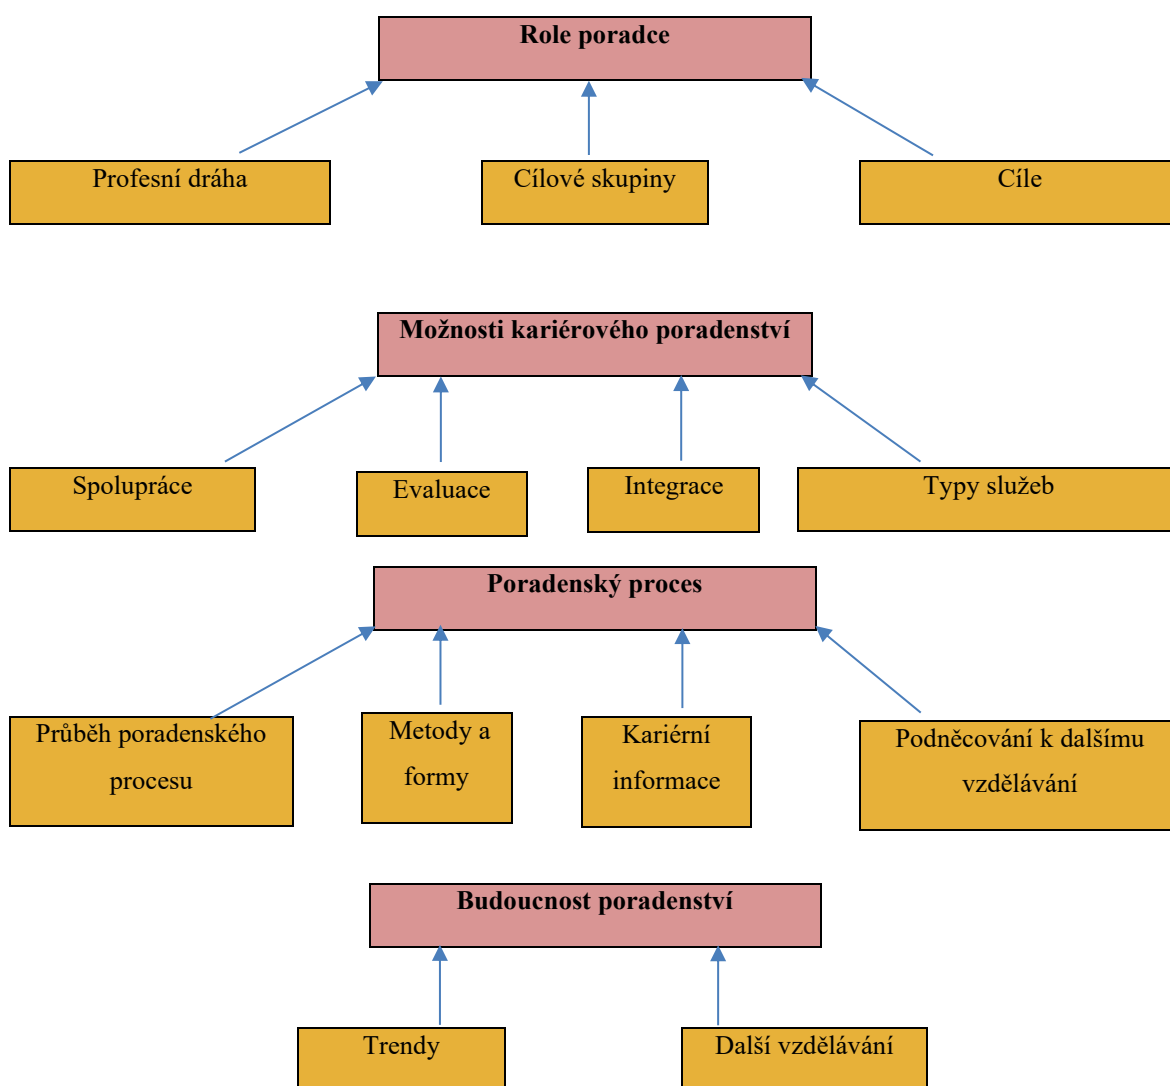 Role poradce
Profesní dráha
Cílové skupiny
Cíle
Možnosti kariérového poradenství
Spolupráce
Evaluace
Integrace
Typy služeb
Poradenský proces
Průběh poradenského
procesu
Metody a
formy
Kariérní
informace
Podněcování k dalšímu
vzdělávání
Budoucnost poradenství
Trendy
Další vzdělávání